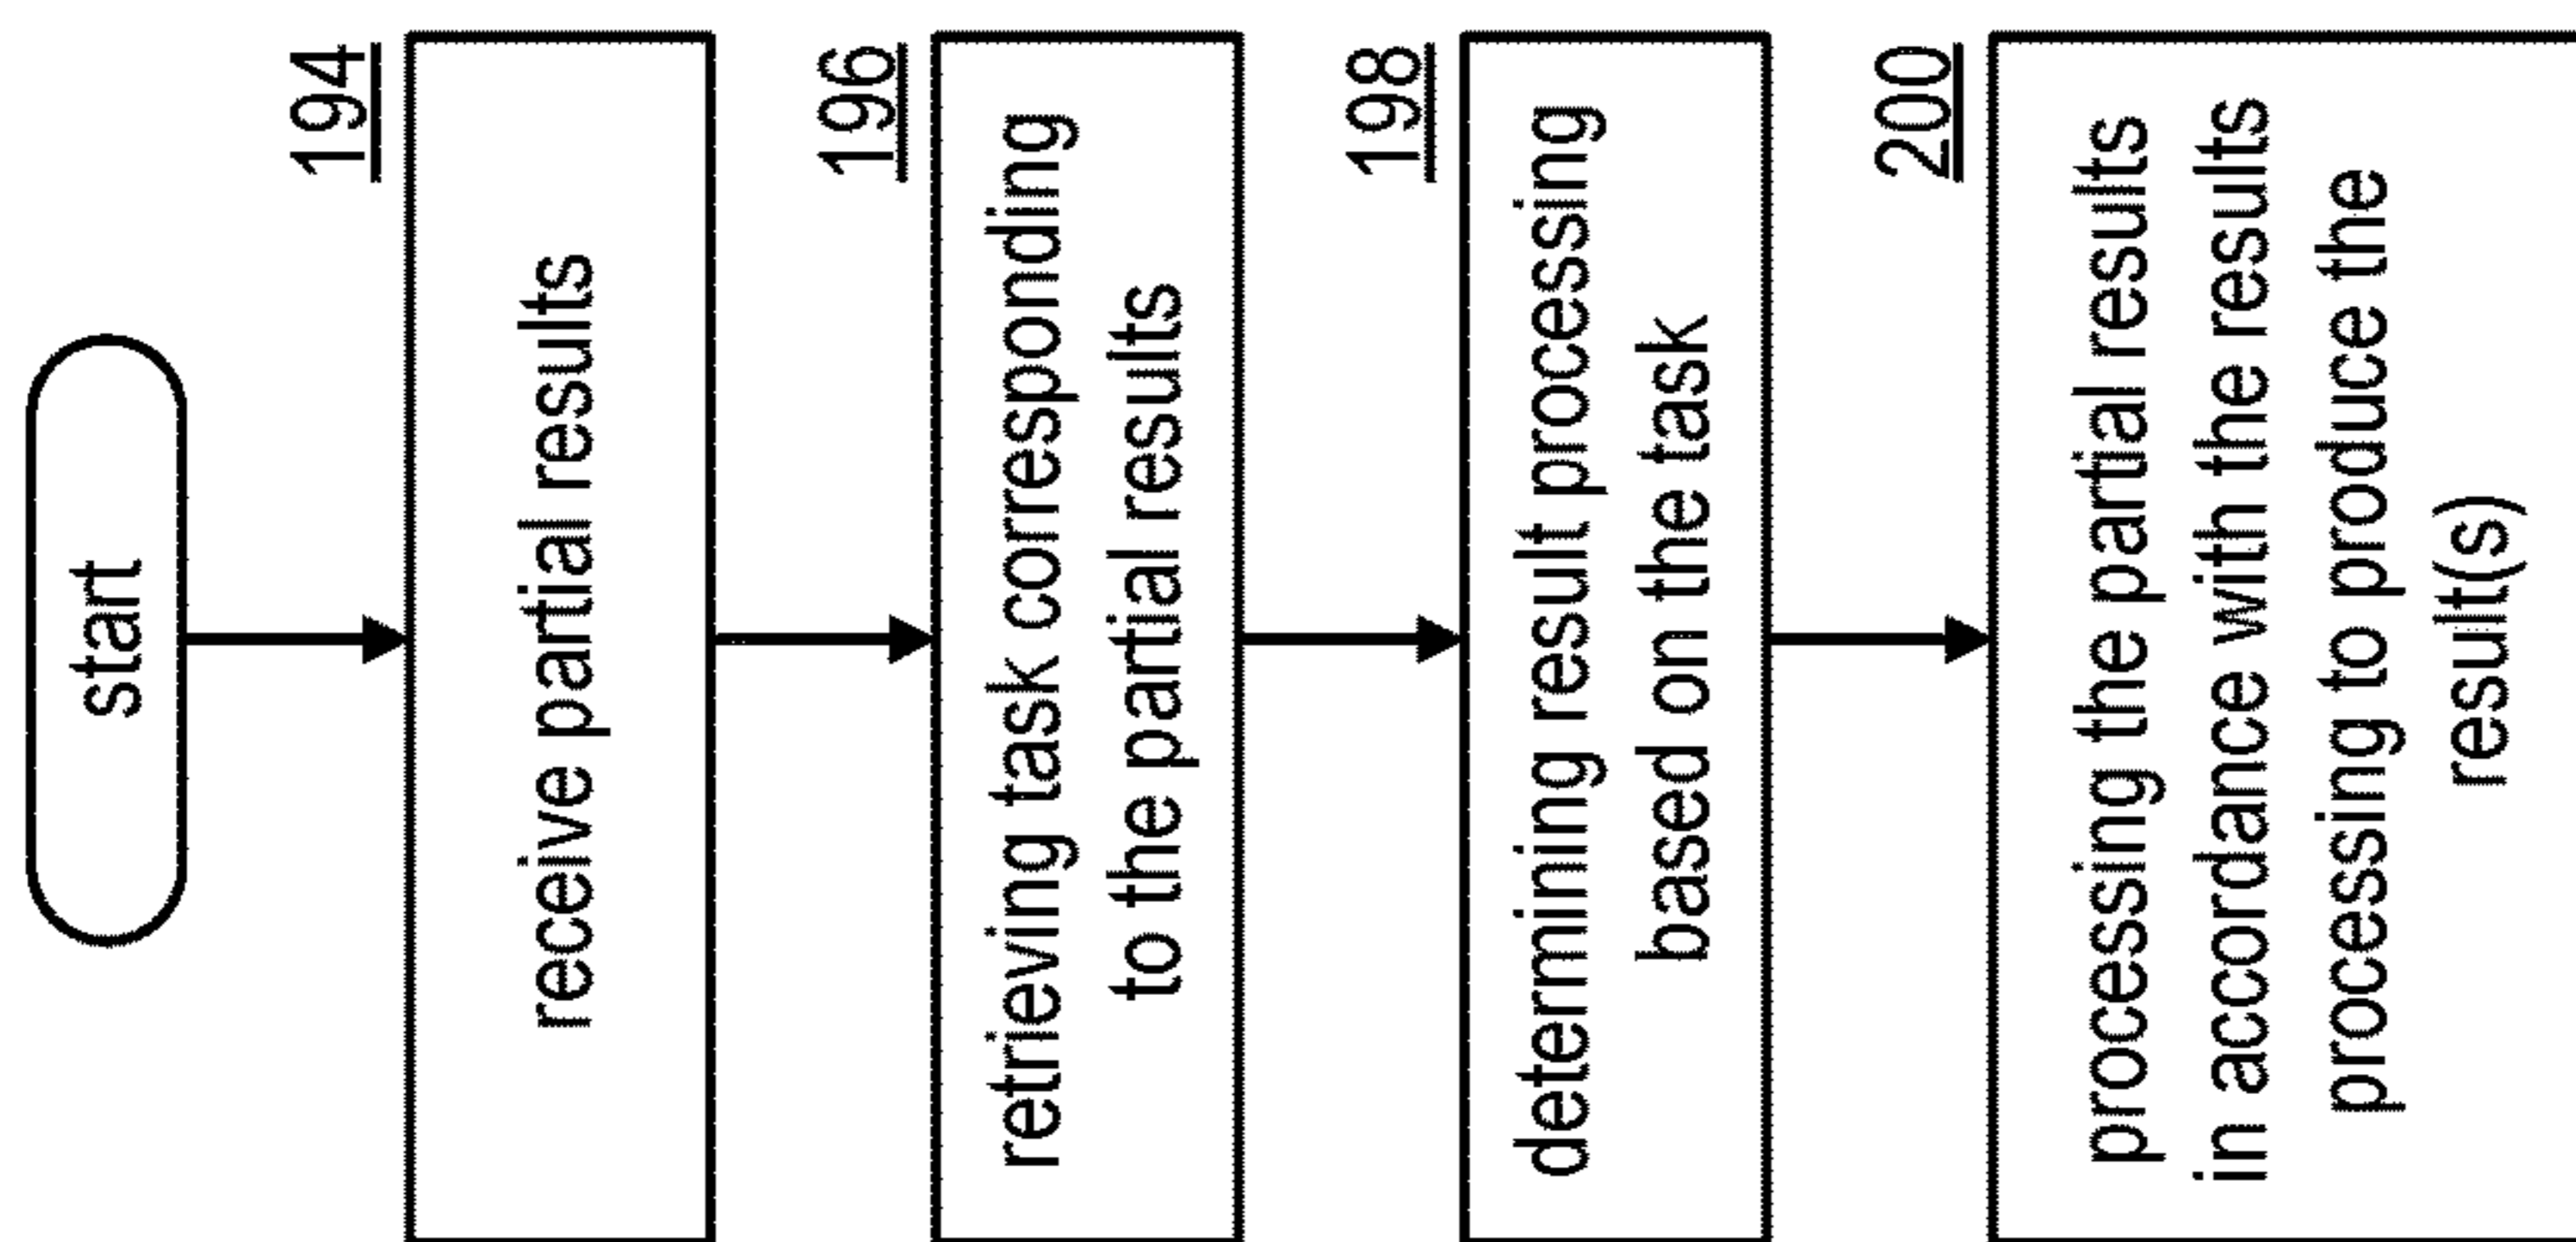 start
194
receive partial results
196
retrieving task corresponding
to the partial results
198
determining result processing
based on the task
200
processing the partial results
in accordance with the results
processing to produce the
result(s)